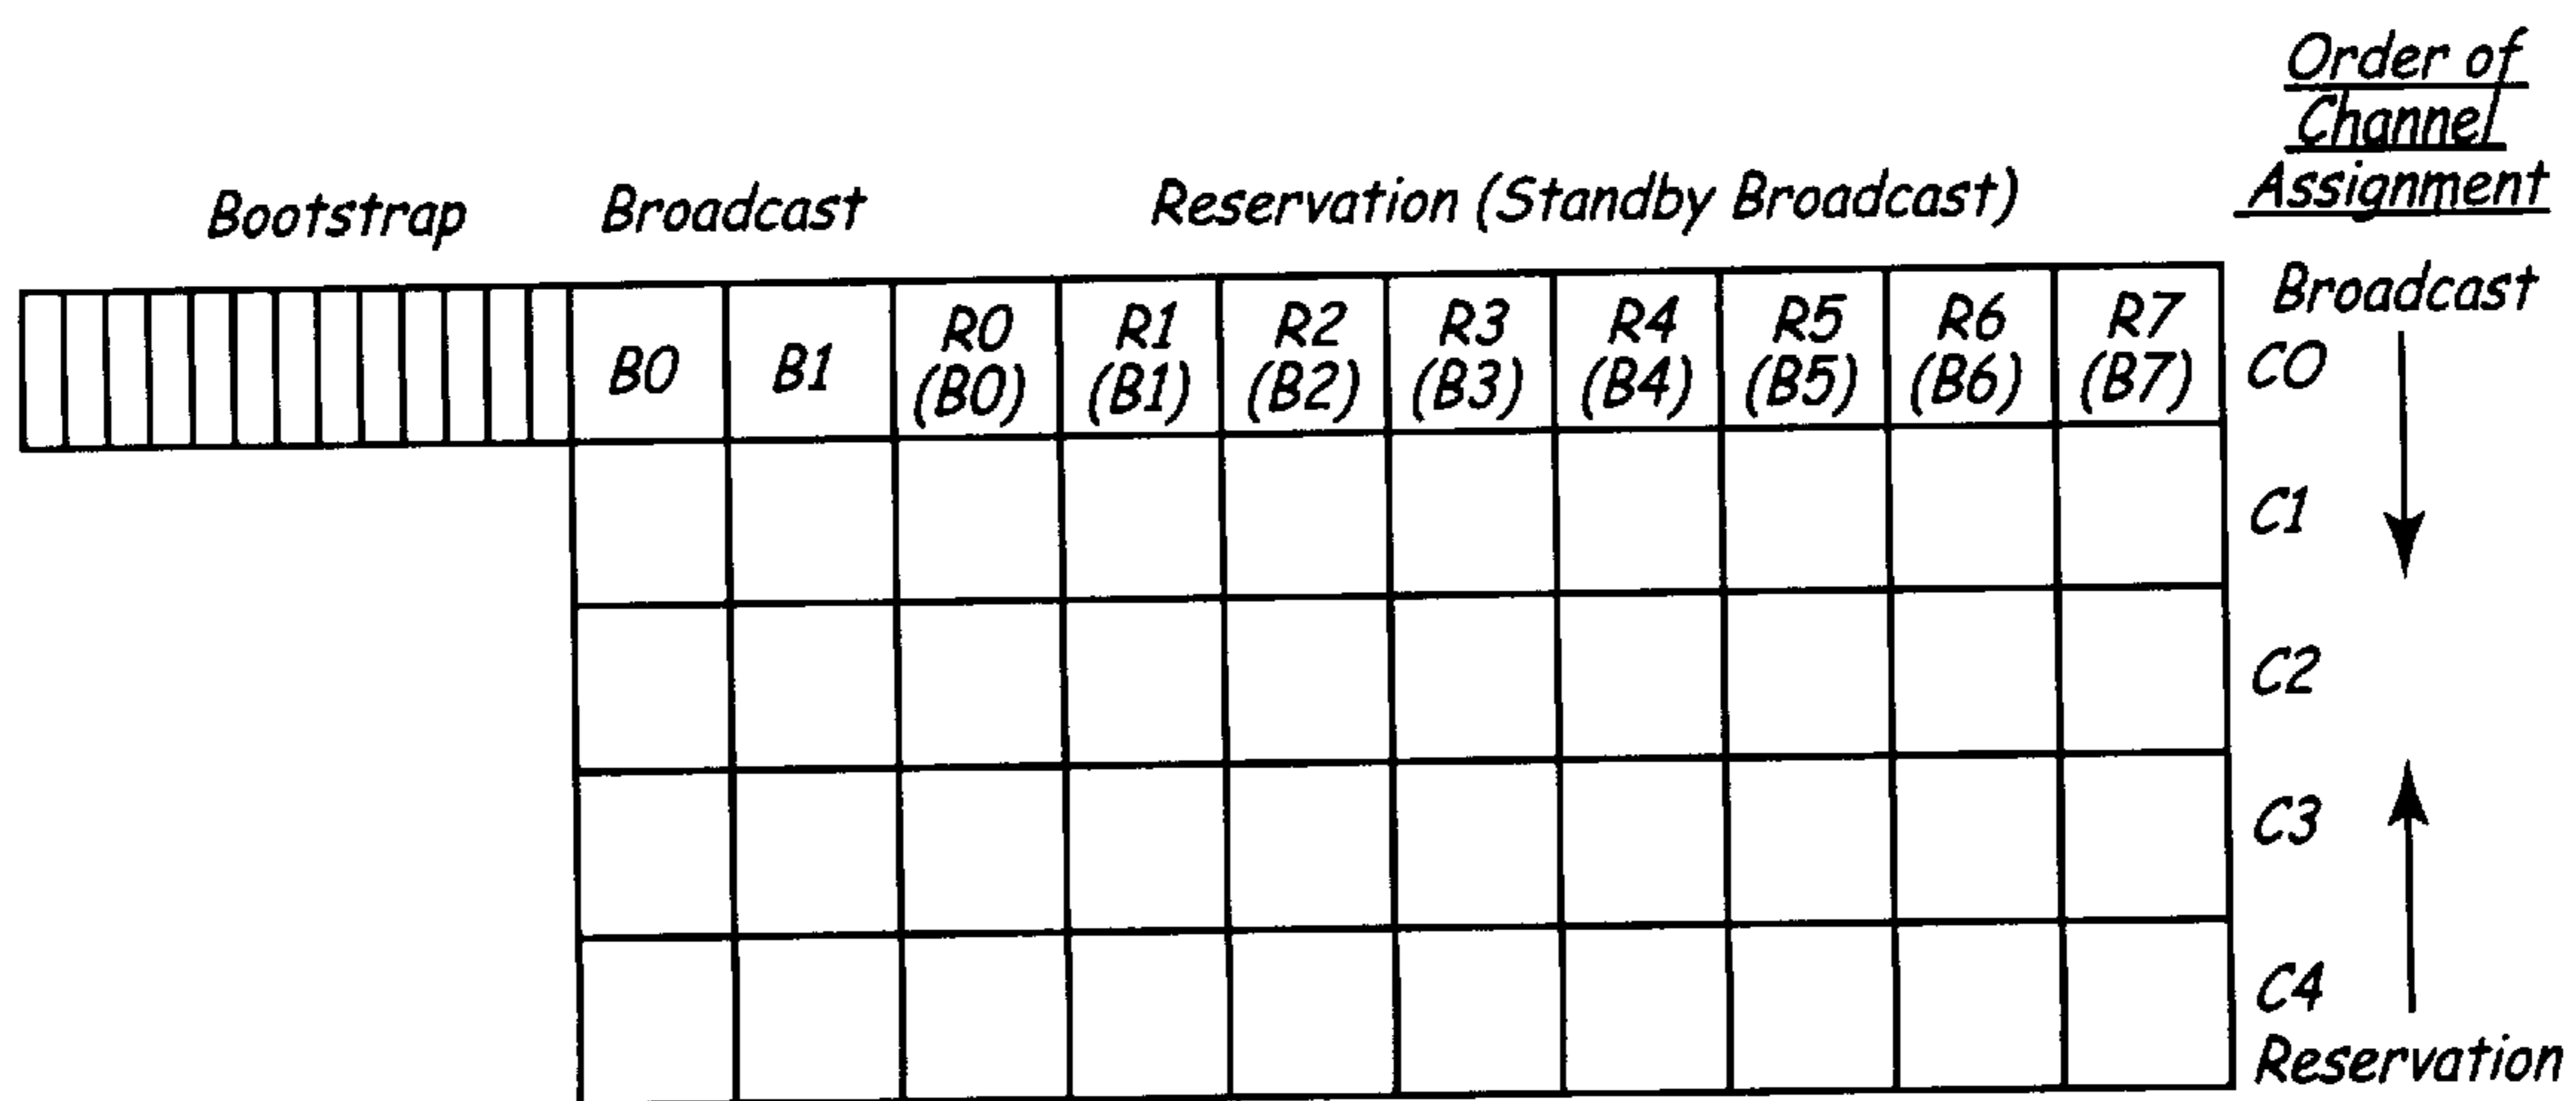 Order of
Channel
Assignment
Bootstrap Broadcast Reservation (Standby Broadcast)
Broadcast
B0 B1 R0 R1 R2 R3 R4 R5 R6 R7 C0
(B0) (B1) (B2) (B3) (B4) (B5) (B6) (B7)
C1
C2
C3
C4
Reservation